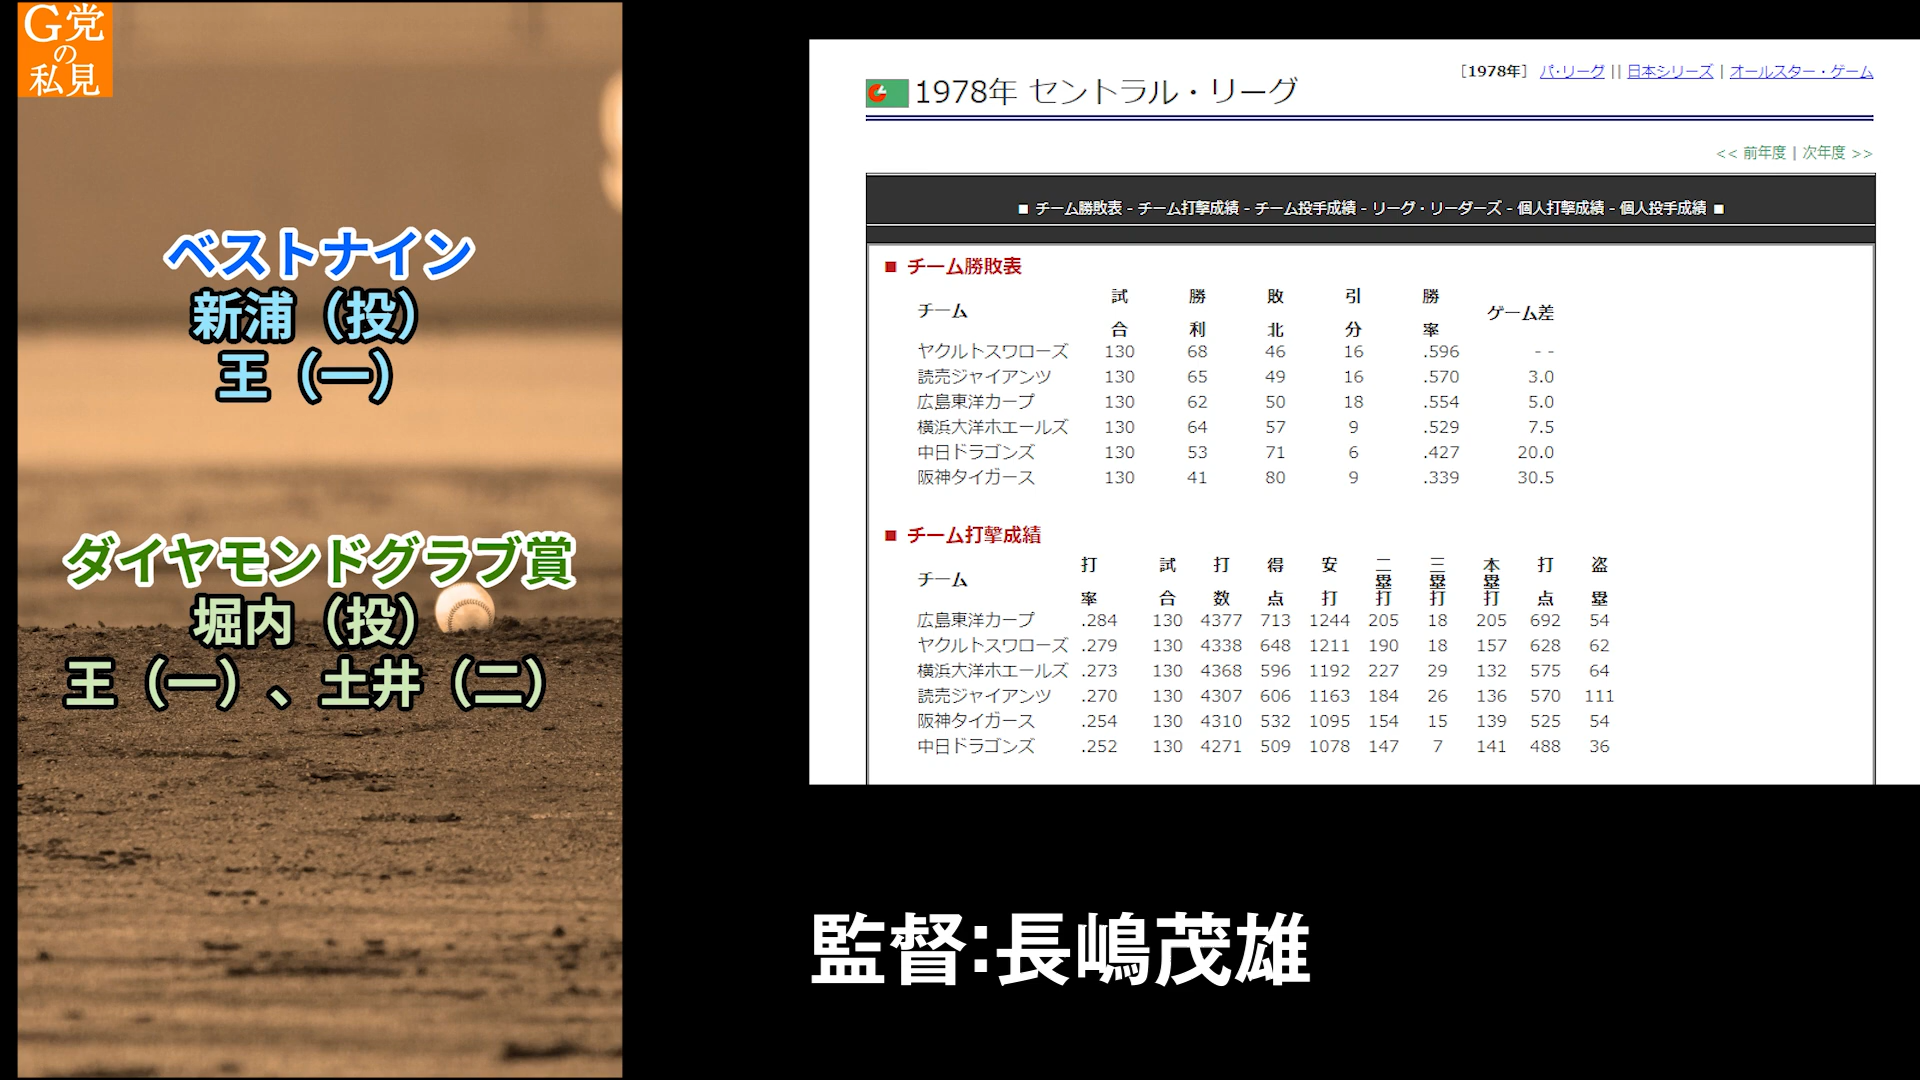 G党
の
私見
ベストナイン
新浦（投）
王（一）
ダイヤモンドグラブ賞
堀内（投）
王（一）、土井（二）
[1978年] パ・リーグ || 日本シリーズ | オールスター・ゲーム
1978年 セントラル・リーグ
<< 前年度 | 次年度 >>
■ チーム勝敗表 - チーム打撃成績 - チーム投手成績 - リーグ・リーダーズ - 個人打撃成績 - 個人投手成績 ■
■ チーム勝敗表
チーム 試合 勝利 敗北 引分 勝率 ゲーム差
ヤクルトスワローズ 130 68 46 16 .596 - -
読売ジャイアンツ 130 65 49 16 .570 3.0
広島東洋カープ 130 62 50 18 .554 5.0
横浜大洋ホエールズ 130 64 57 9 .529 7.5
中日ドラゴンズ 130 53 71 6 .427 20.0
阪神タイガース 130 41 80 9 .339 30.5
■ チーム打撃成績
チーム 打率 試合 打数 得点 安打 二塁打 三塁打 本塁打 打点 盗塁
広島東洋カープ .284 130 4377 713 1244 205 18 205 692 54
ヤクルトスワローズ .279 130 4338 648 1211 190 18 157 628 62
横浜大洋ホエールズ .273 130 4368 596 1192 227 29 132 575 64
読売ジャイアンツ .270 130 4307 606 1163 184 26 136 570 111
阪神タイガース .254 130 4310 532 1095 154 15 139 525 54
中日ドラゴンズ .252 130 4271 509 1078 147 7 141 488 36
監督:長嶋茂雄